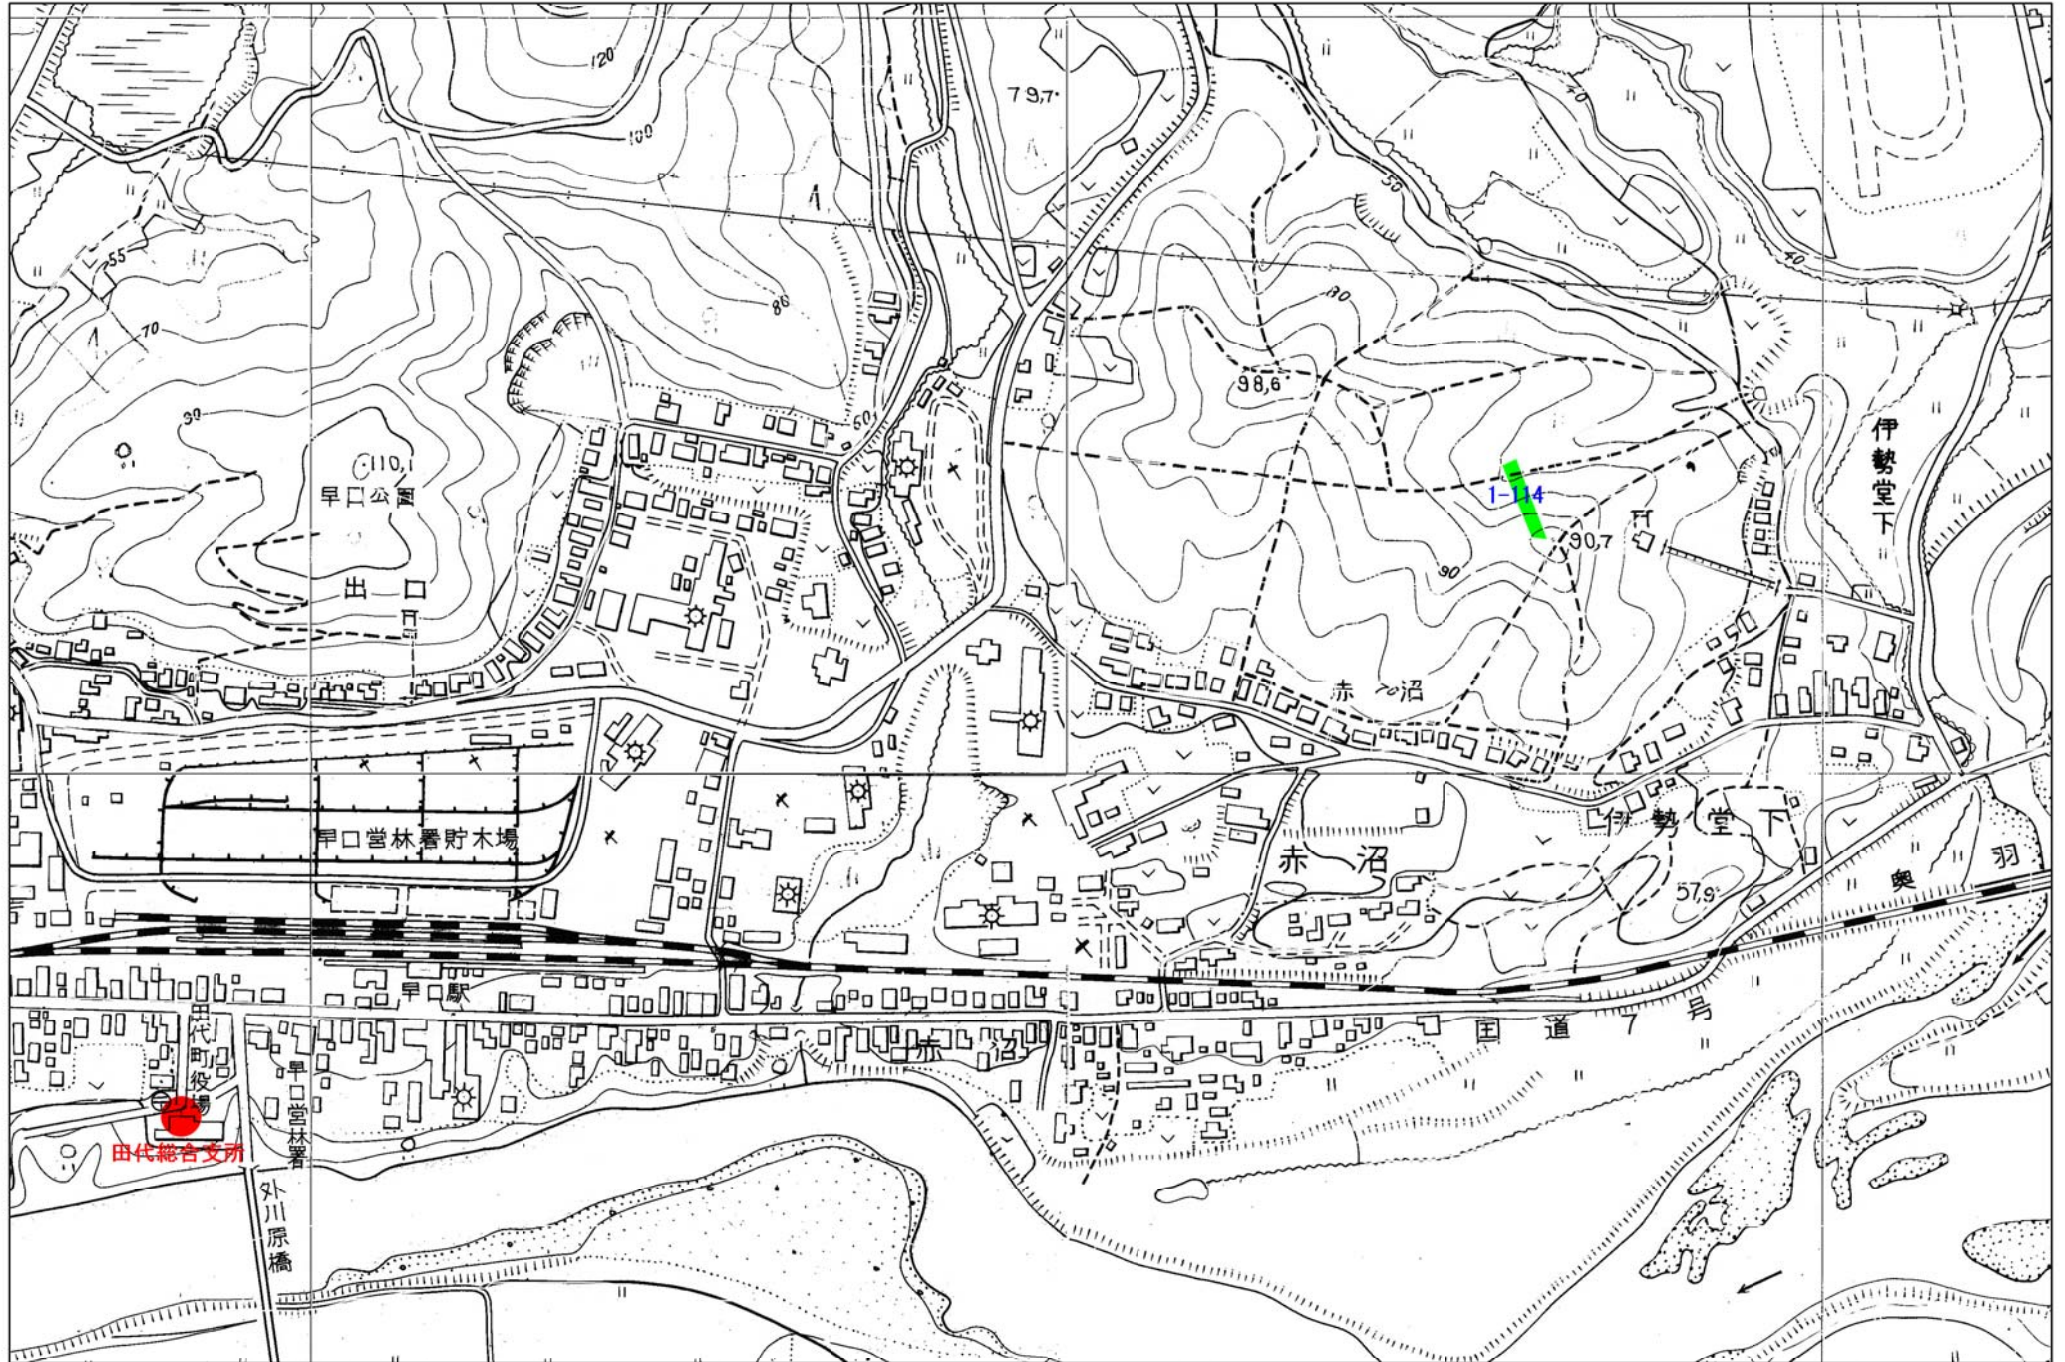 120
79,7
100
50
40
40
55
80
80
70
98,6
60
90
伊勢堂下
110,1
早口公園
1-114
90,7
90
出口
赤沼
70
早口営林署貯木場
伊勢堂下
赤沼
57,9
奥羽
早口駅
国道7号
田代町役場
赤沼
早口営林署
田代総合支所
外川原橋